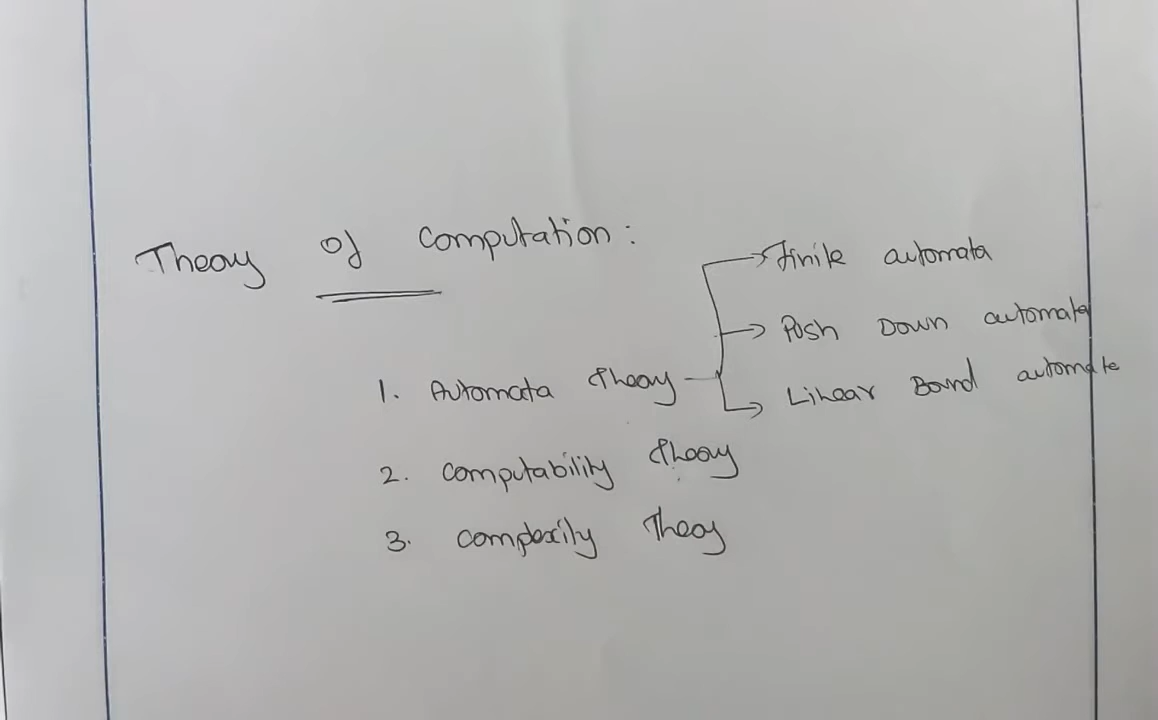 Theory of computation:
1. Automata theory
→ Finite automata
→ Push Down automata
→ Linear Bound automata
2. computability theory
3. complexity Theory